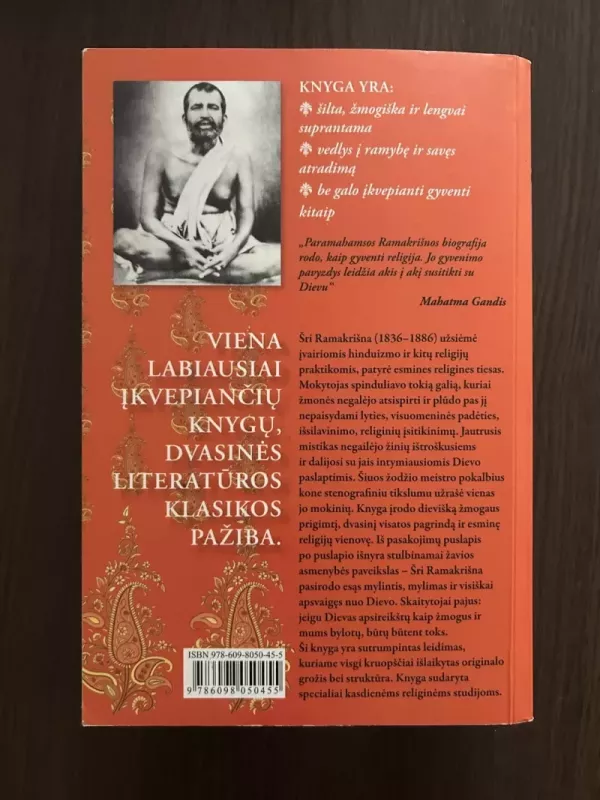 KNYGA YRA:
šilta, žmogiška ir lengvai
suprantama
vedlys į ramybę ir savęs
atradimą
be galo įkvepianti gyventi
kitaip
„Paramahamsos Ramakrišnos biografija
rodo, kaip gyventi religija. Jo gyvenimo
pavyzdys leidžia akis į akį susitikti su
Dievu”
Mahatma Gandis
VIENA
LABIAUSIAI
ĮKVEPIANČIŲ
KNYGŲ,
DVASINĖS
LITERATŪROS
KLASIKOS
PAŽIBA.
Šri Ramakrišna (1836–1886) užsiėmė
įvairiomis hinduizmo ir kitų religijų
praktikomis, patyrė esmines religines tiesas.
Mokytojas spinduliavo tokią galią, kuriai
žmonės negalėjo atsispirti ir plūdo pas jį
nepaisydami lyties, visuomeninės padėties,
išsilavinimo, religinių įsitikinimų. Jautrusis
mistikas negailėjo žinių ištroškusiems
ir dalijosi su jais intymiausiomis Dievo
paslaptimis. Šiuos žodžio meistro pokalbius
kone stenografiniu tikslumu užrašė vienas
jo mokinių. Knyga įrodo dievišką žmogaus
prigimtį, dvasinį visatos pagrindą ir esminę
religijų vienovę. Iš pasakojimų puslapis
po puslapio išnyra stulbinamai žavios
asmenybės paveikslas – Šri Ramakrišna
pasirodo esąs mylintis, mylimas ir visiškai
apsvaigęs nuo Dievo. Skaitytojai pajus:
jeigu Dievas apsireikštų kaip žmogus ir
mums bylotų, būtų būtent toks.
Ši knyga yra sutrumpintas leidimas,
kuriame visgi kruopščiai išlaikytas originalo
grožis bei struktūra. Knyga sudaryta
specialiai kasdienėms religinėms studijoms.
ISBN 978-609-8050-45-5
9 786098 050455